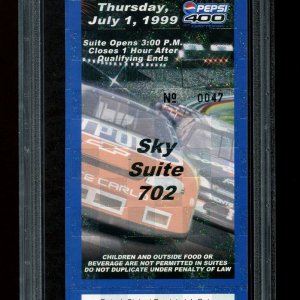 Thursday,
July 1, 1999
PEPSI
400
Suite Opens 3:00 P.M.
Closes 1 Hour After
Qualifying Ends
Nº 0047
Sky
Suite
702
CHILDREN AND OUTSIDE FOOD OR
BEVERAGE ARE NOT PERMITTED IN SUITES
DO NOT DUPLICATE UNDER PENALTY OF LAW